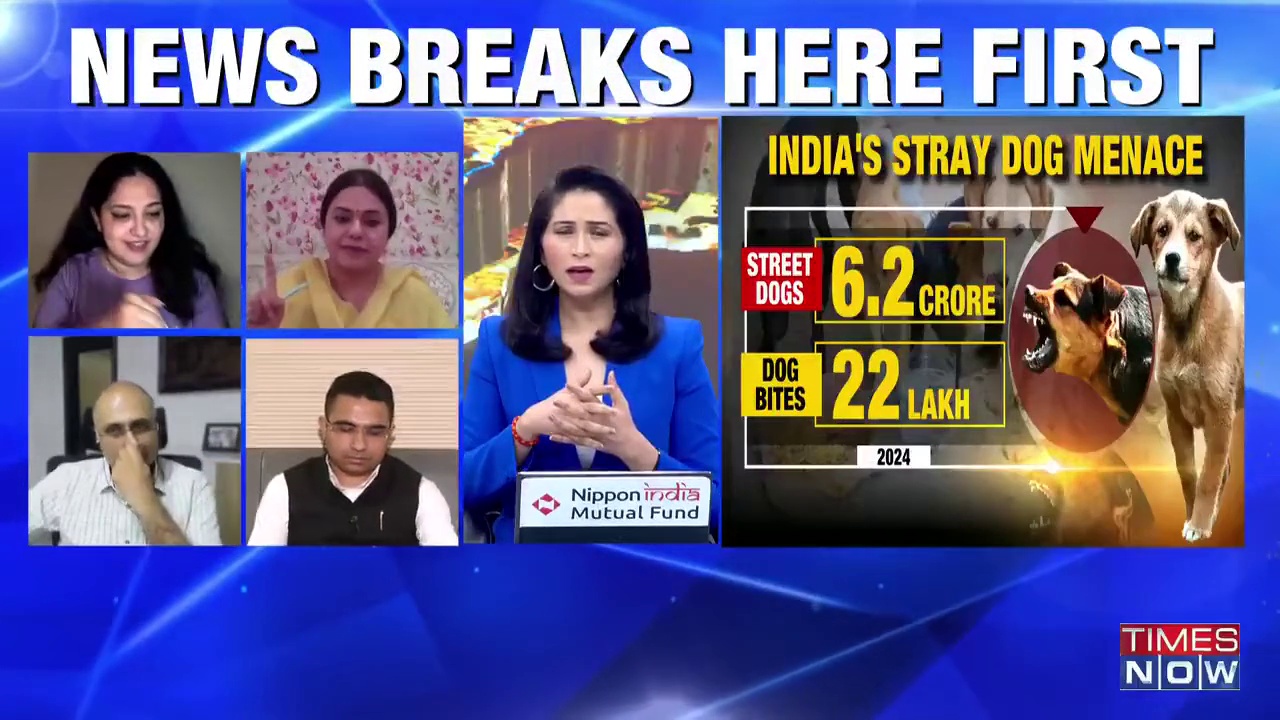 NEWS BREAKS HERE FIRST
INDIA'S STRAY DOG MENACE
STREET
DOGS
6.2 CRORE
DOG
BITES
22 LAKH
2024
Nippon india
Mutual Fund
TIMES
NOW